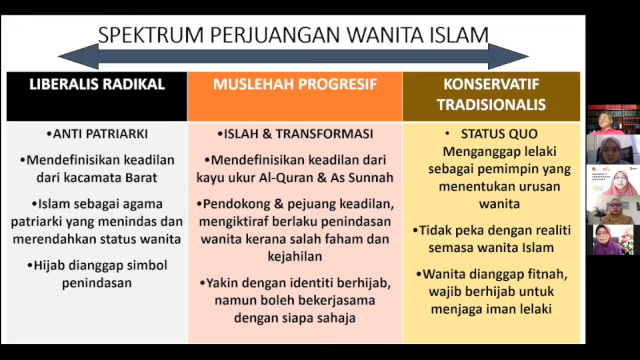 SPEKTRUM PERJUANGAN WANITA ISLAM
LIBERALIS RADIKAL
•ANTI PATRIARKI
•Mendefinisikan keadilan
dari kacamata Barat
•Islam sebagai agama
patriarki yang menindas dan
merendahkan status wanita
•Hijab dianggap simbol
penindasan
MUSLEHAH PROGRESIF
•ISLAH & TRANSFORMASI
•Mendefinisikan keadilan dari
kayu ukur Al-Quran & As Sunnah
•Pendokong & pejuang keadilan,
mengiktiraf berlaku penindasan
wanita kerana salah faham dan
kejahilan
•Yakin dengan identiti berhijab,
namun boleh bekerjasama
dengan siapa sahaja
KONSERVATIF
TRADISIONALIS
• STATUS QUO
Menganggap lelaki
sebagai pemimpin yang
menentukan urusan
wanita
•Tidak peka dengan realiti
semasa wanita Islam
•Wanita dianggap fitnah,
wajib berhijab untuk
menjaga iman lelaki